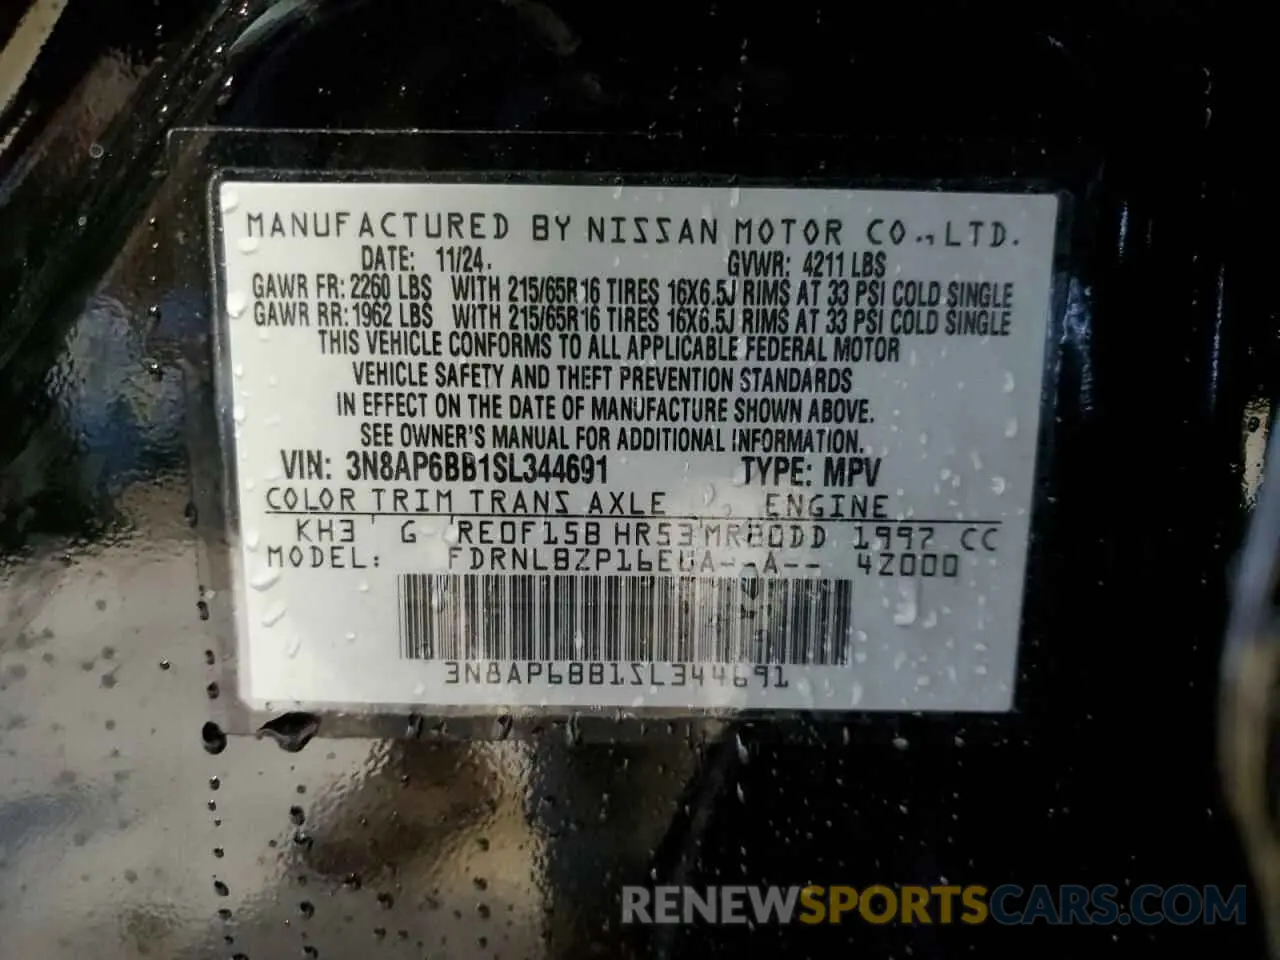 MANUFACTURED BY NISSAN MOTOR CO., LTD.
DATE: 11/24. GVWR: 4211 LBS
GAWR FR: 2260 LBS WITH 215/65R16 TIRES 16X6.5J RIMS AT 33 PSI COLD SINGLE
GAWR RR: 1962 LBS WITH 215/65R16 TIRES 16X6.5J RIMS AT 33 PSI COLD SINGLE
THIS VEHICLE CONFORMS TO ALL APPLICABLE FEDERAL MOTOR
VEHICLE SAFETY AND THEFT PREVENTION STANDARDS
IN EFFECT ON THE DATE OF MANUFACTURE SHOWN ABOVE.
SEE OWNER'S MANUAL FOR ADDITIONAL INFORMATION.
VIN: 3N8AP6BB1SL344691 TYPE: MPV
COLOR TRIM TRANS AXLE ENGINE
KH3 G RE0F15B HR53 MR20DD 1997 CC
MODEL: 42000
3N8AP6BB1SL344691
RENEWSPORTSCARS.COM